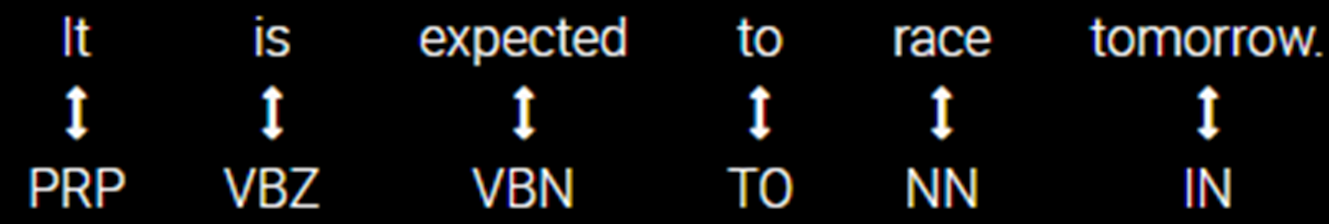 It is expected to race tomorrow.
PRP VBZ VBN TO NN IN